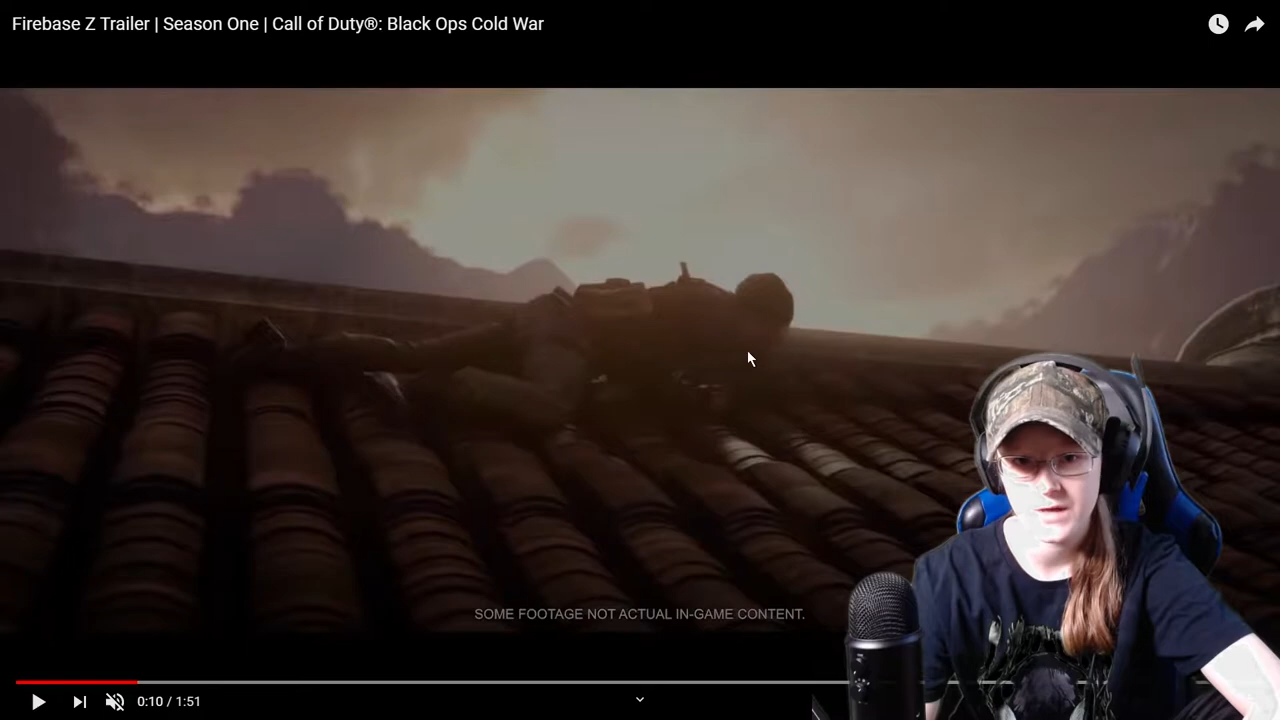 Firebase Z Trailer | Season One | Call of Duty®: Black Ops Cold War
SOME FOOTAGE NOT ACTUAL IN-GAME CONTENT.
0:10 / 1:51